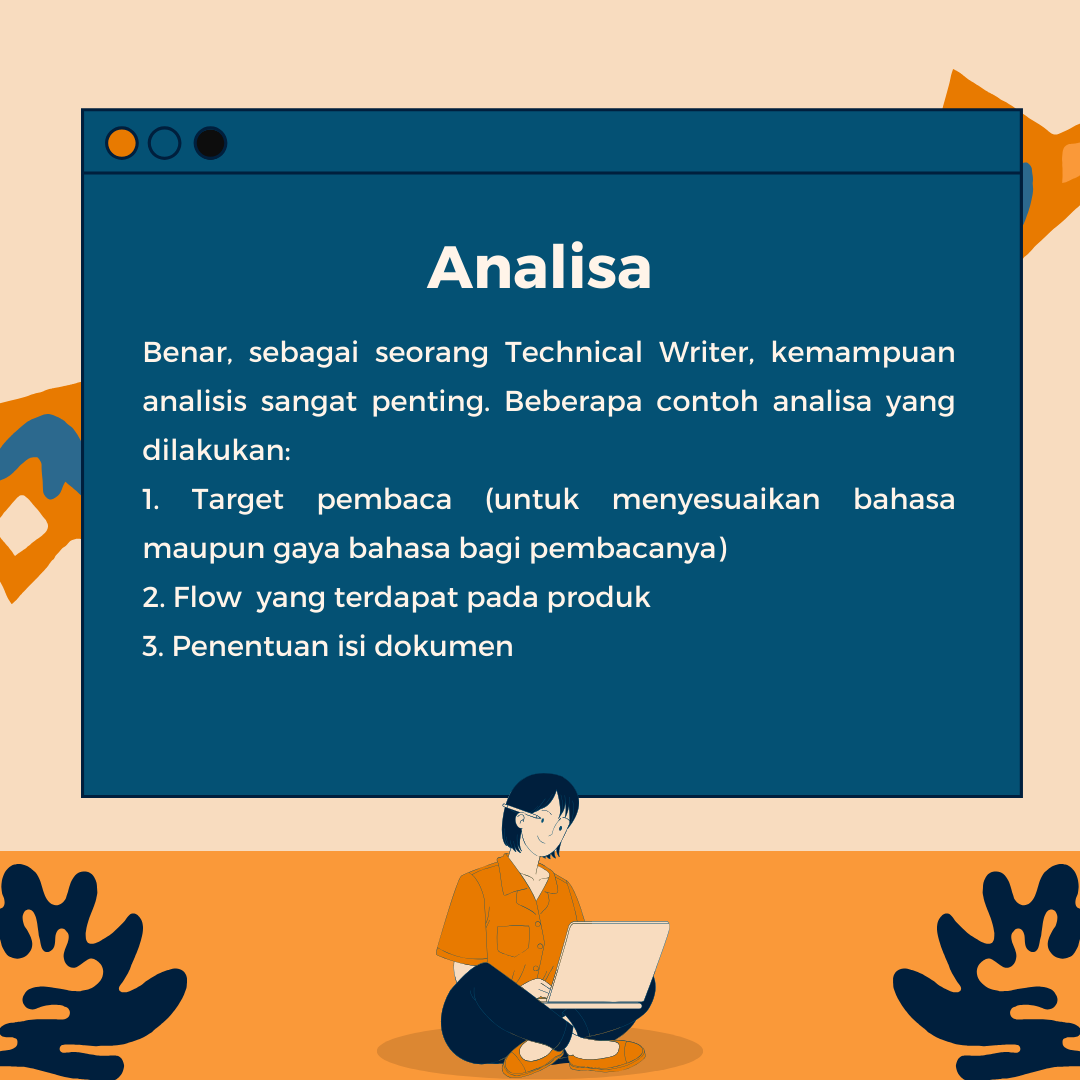 Analisa
Benar, sebagai seorang Technical Writer, kemampuan
analisis sangat penting. Beberapa contoh analisa yang
dilakukan:
1. Target pembaca (untuk menyesuaikan bahasa
maupun gaya bahasa bagi pembacanya)
2. Flow  yang terdapat pada produk
3. Penentuan isi dokumen